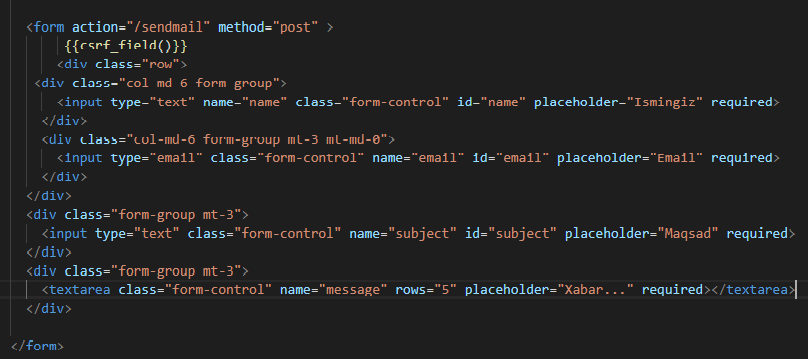 <form action="/sendmail" method="post" >
{{csrf_field()}}
<div class="row">
<div class="col md 6 form group">
<input type="text" name="name" class="form-control" id="name" placeholder="Ismingiz" required>
</div>
<div class="col-md-6 form-group mt-3 mt-md-0">
<input type="email" class="form-control" name="email" id="email" placeholder="Email" required>
</div>
</div>
<div class="form-group mt-3">
<input type="text" class="form-control" name="subject" id="subject" placeholder="Maqsad" required>
</div>
<div class="form-group mt-3">
<textarea class="form-control" name="message" rows="5" placeholder="Xabar..." required></textarea>
</div>
</form>